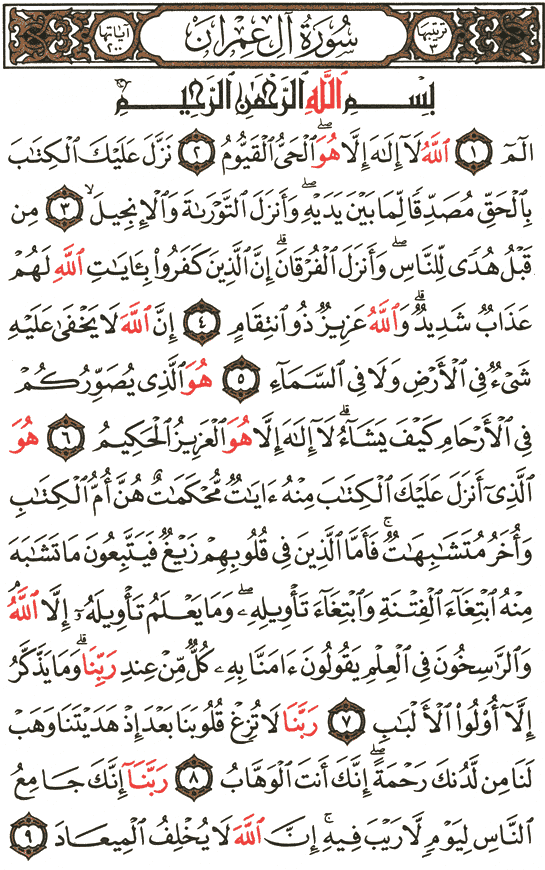 ترتيبها ٣ سُورَةُ آلِ عِمْرَانَ آياتها ٢٠٠
بِسْمِ ٱللَّهِ ٱلرَّحْمَٰنِ ٱلرَّحِيمِ
الٓمٓ ١ ٱللَّهُ لَآ إِلَٰهَ إِلَّا هُوَ ۖ ٱلْحَىُّ ٱلْقَيُّومُ ٢ نَزَّلَ عَلَيْكَ ٱلْكِتَٰبَ
بِٱلْحَقِّ مُصَدِّقًا لِّمَا بَيْنَ يَدَيْهِ ۖ وَأَنزَلَ ٱلتَّوْرَىٰةَ وَٱلْإِنجِيلَ ۙ ٣ مِن
قَبْلُ هُدًى لِّلنَّاسِ ۖ وَأَنزَلَ ٱلْفُرْقَانَ ۗ إِنَّ ٱلَّذِينَ كَفَرُوا۟ بِـَٔايَٰتِ ٱللَّهِ لَهُمْ
عَذَابٌ شَدِيدٌ ۗ وَٱللَّهُ عَزِيزٌ ذُو ٱنتِقَامٍ ٤ إِنَّ ٱللَّهَ لَا يَخْفَىٰ عَلَيْهِ
شَىْءٌ فِى ٱلْأَرْضِ وَلَا فِى ٱلسَّمَآءِ ٥ هُوَ ٱلَّذِى يُصَوِّرُكُمْ
فِى ٱلْأَرْحَامِ كَيْفَ يَشَآءُ ۗ لَآ إِلَٰهَ إِلَّا هُوَ ٱلْعَزِيزُ ٱلْحَكِيمُ ٦ هُوَ
ٱلَّذِىٓ أَنزَلَ عَلَيْكَ ٱلْكِتَٰبَ مِنْهُ ءَايَٰتٌ مُّحْكَمَٰتٌ هُنَّ أُمُّ ٱلْكِتَٰبِ
وَأُخَرُ مُتَشَٰبِهَٰتٌ ۖ فَأَمَّا ٱلَّذِينَ فِى قُلُوبِهِمْ زَيْغٌ فَيَتَّبِعُونَ مَا تَشَٰبَهَ
مِنْهُ ٱبْتِغَآءَ ٱلْفِتْنَةِ وَٱبْتِغَآءَ تَأْوِيلِهِۦ ۖ وَمَا يَعْلَمُ تَأْوِيلَهُۥٓ إِلَّا ٱللَّهُ ۗ
وَٱلرَّٰسِخُونَ فِى ٱلْعِلْمِ يَقُولُونَ ءَامَنَّا بِهِۦ كُلٌّ مِّنْ عِندِ رَبِّنَا ۗ وَمَا يَذَّكَّرُ
إِلَّآ أُو۟لُوا۟ ٱلْأَلْبَٰبِ ٧ رَبَّنَا لَا تُزِغْ قُلُوبَنَا بَعْدَ إِذْ هَدَيْتَنَا وَهَبْ
لَنَا مِن لَّدُنكَ رَحْمَةً ۖ إِنَّكَ أَنتَ ٱلْوَهَّابُ ٨ رَبَّنَآ إِنَّكَ جَامِعُ
ٱلنَّاسِ لِيَوْمٍ لَّا رَيْبَ فِيهِ ۚ إِنَّ ٱللَّهَ لَا يُخْلِفُ ٱلْمِيعَادَ ٩